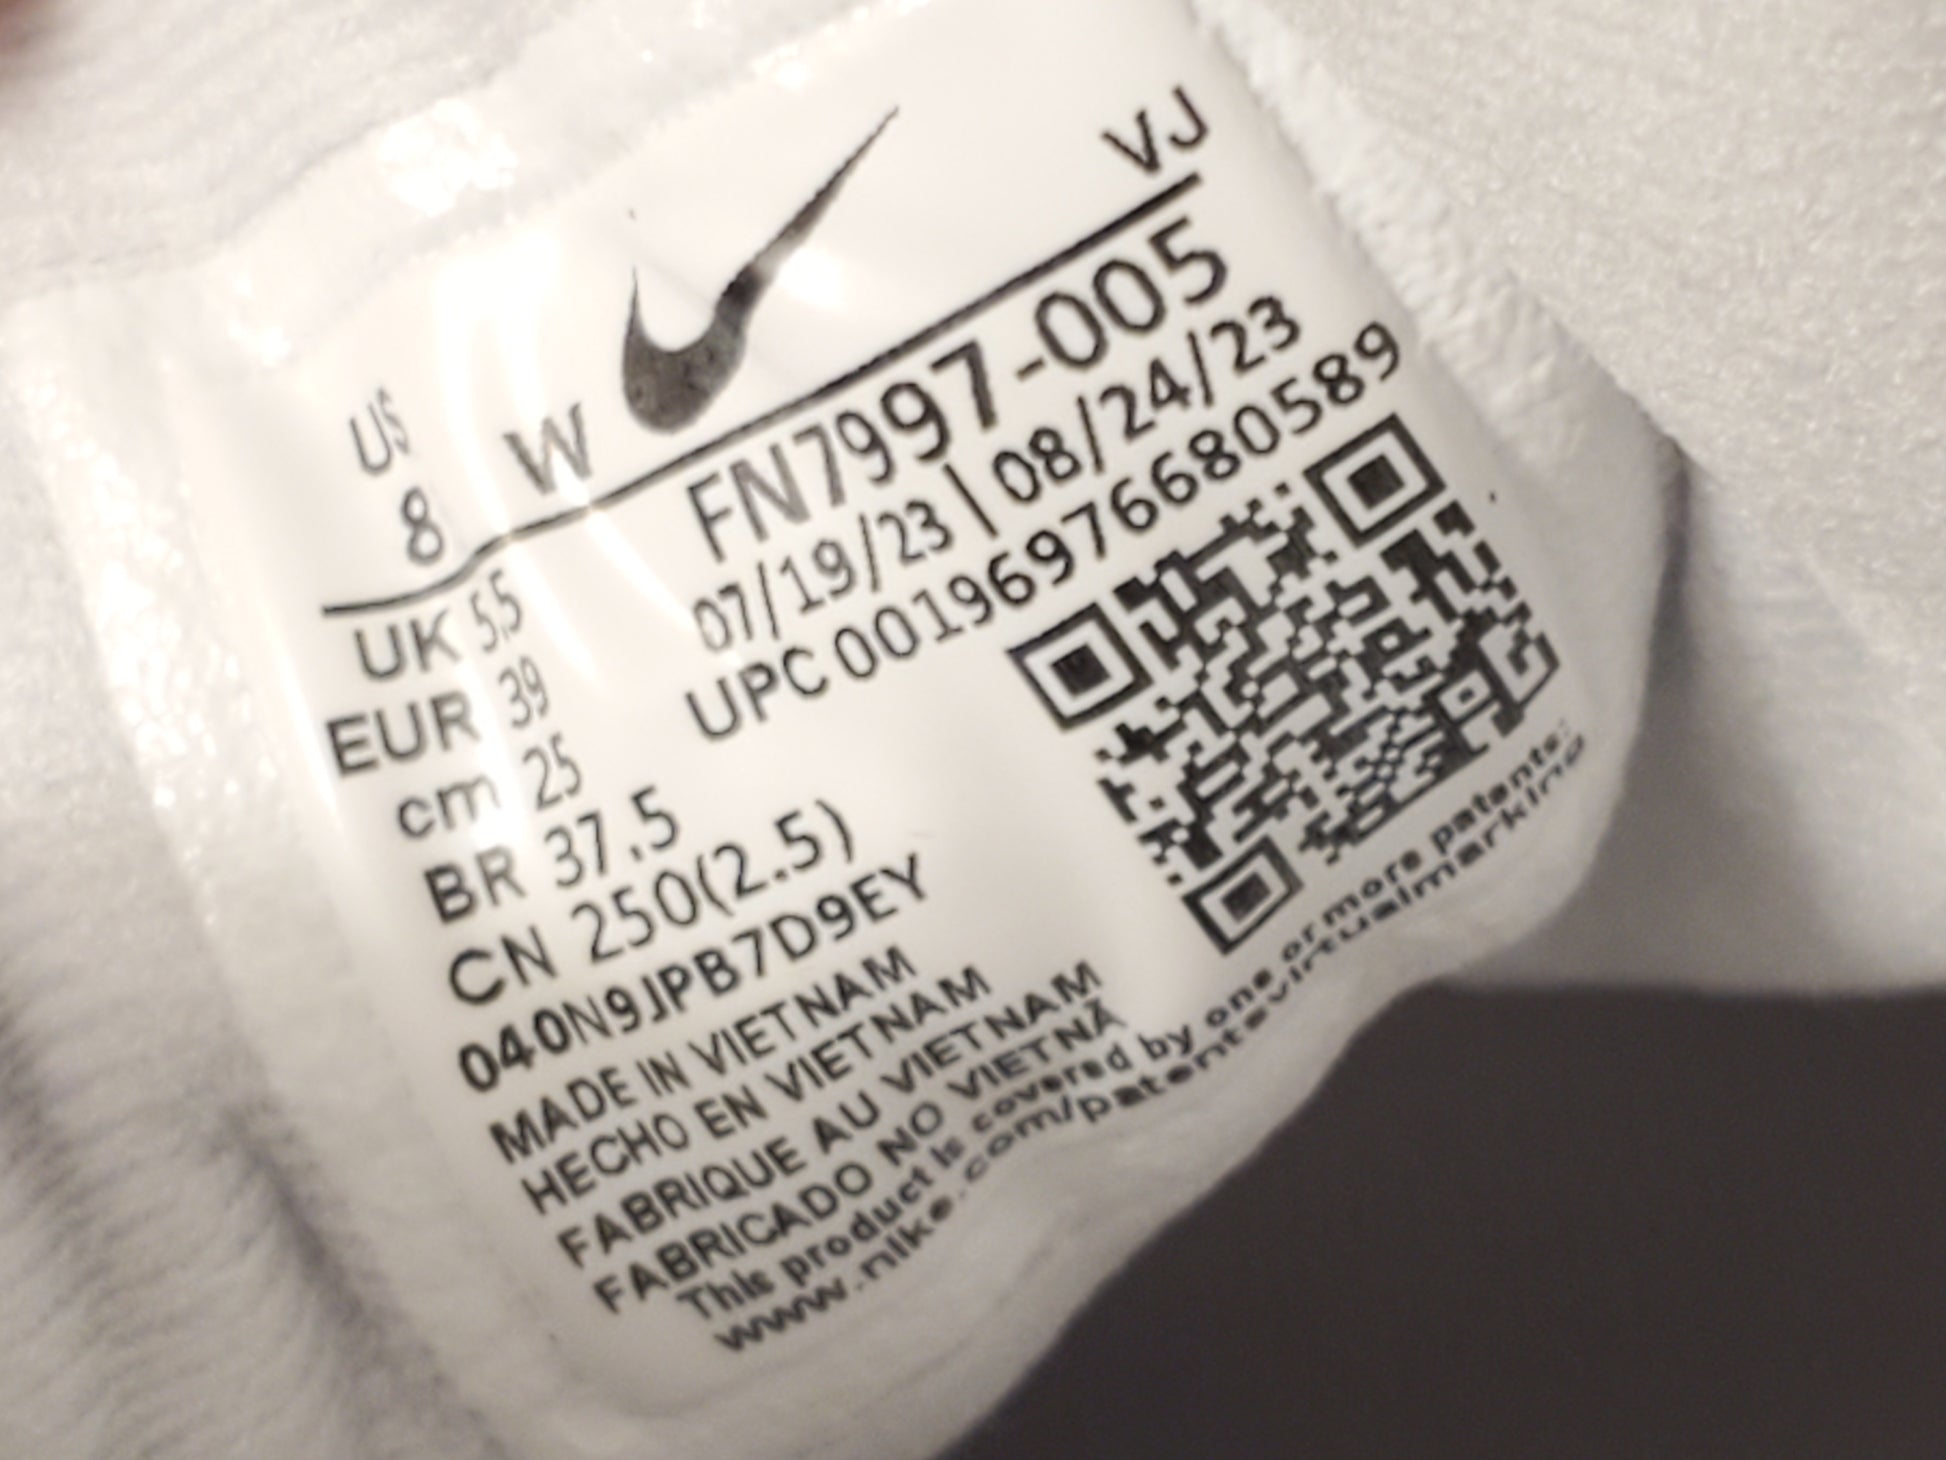 VJ
US
8 W
FN7997-005
07/19/23 | 08/24/23
UPC 00196976680589
UK 5.5
EUR 39
cm 25
BR 37.5
CN 250(2.5)
040N9JPB7D9EY
MADE IN VIETNAM
HECHO EN VIETNAM
FABRIQUE AU VIETNAM
FABRICADO NO VIETNÃ
This product is covered by one or more patents:
www.nike.com/patentsvirtualmarking